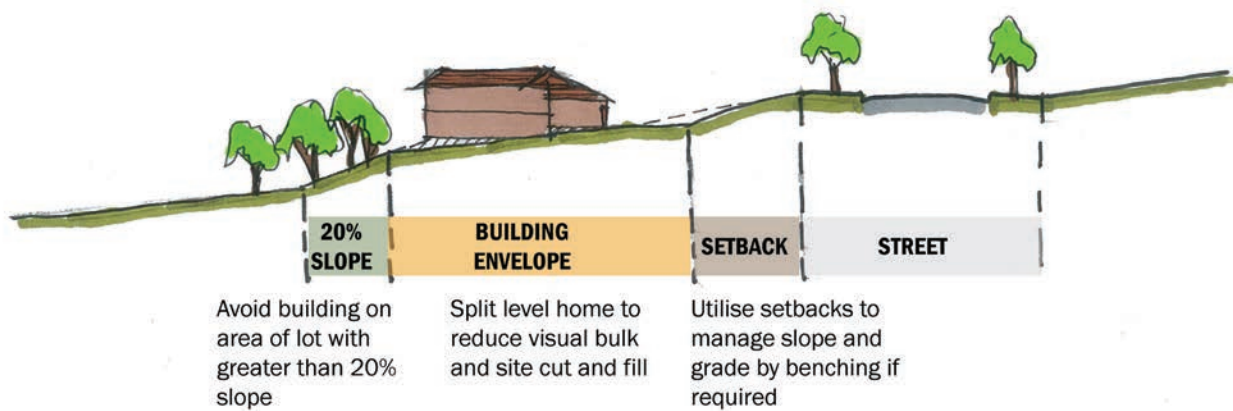 20%
SLOPE
BUILDING
ENVELOPE
SETBACK
STREET
Avoid building on
area of lot with
greater than 20%
slope
Split level home to
reduce visual bulk
and site cut and fill
Utilise setbacks to
manage slope and
grade by benching if
required